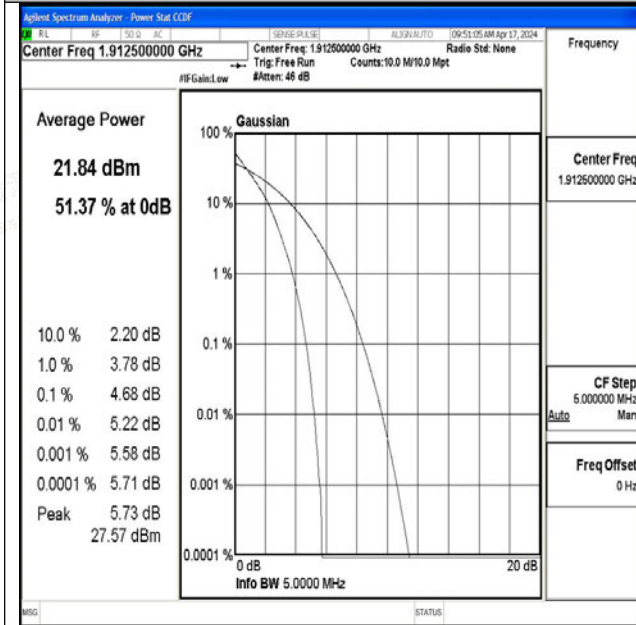 Agilent Spectrum Analyzer - Power Stat CCDF
RL RF 50 Ω AC SENSE:PULSE ALIGNAUTO 09:51:05 AM Apr 17, 2024
Center Freq 1.912500000 GHz
Center Freq: 1.912500000 GHz Radio Std: None
Trig: Free Run Counts:10.0 M/10.0 Mpt
#IFGain:Low #Atten: 46 dB
Frequency
Average Power
21.84 dBm
51.37 % at 0dB
10.0 % 2.20 dB
1.0 % 3.78 dB
0.1 % 4.68 dB
0.01 % 5.22 dB
0.001 % 5.58 dB
0.0001 % 5.71 dB
Peak 5.73 dB
27.57 dBm
Gaussian
100 %
10 %
1 %
0.1 %
0.01 %
0.001 %
0.0001 %
0 dB 20 dB
Info BW 5.0000 MHz
Center Freq
1.912500000 GHz
CF Step
5.000000 MHz
Auto Man
Freq Offset
0 Hz
MSG STATUS